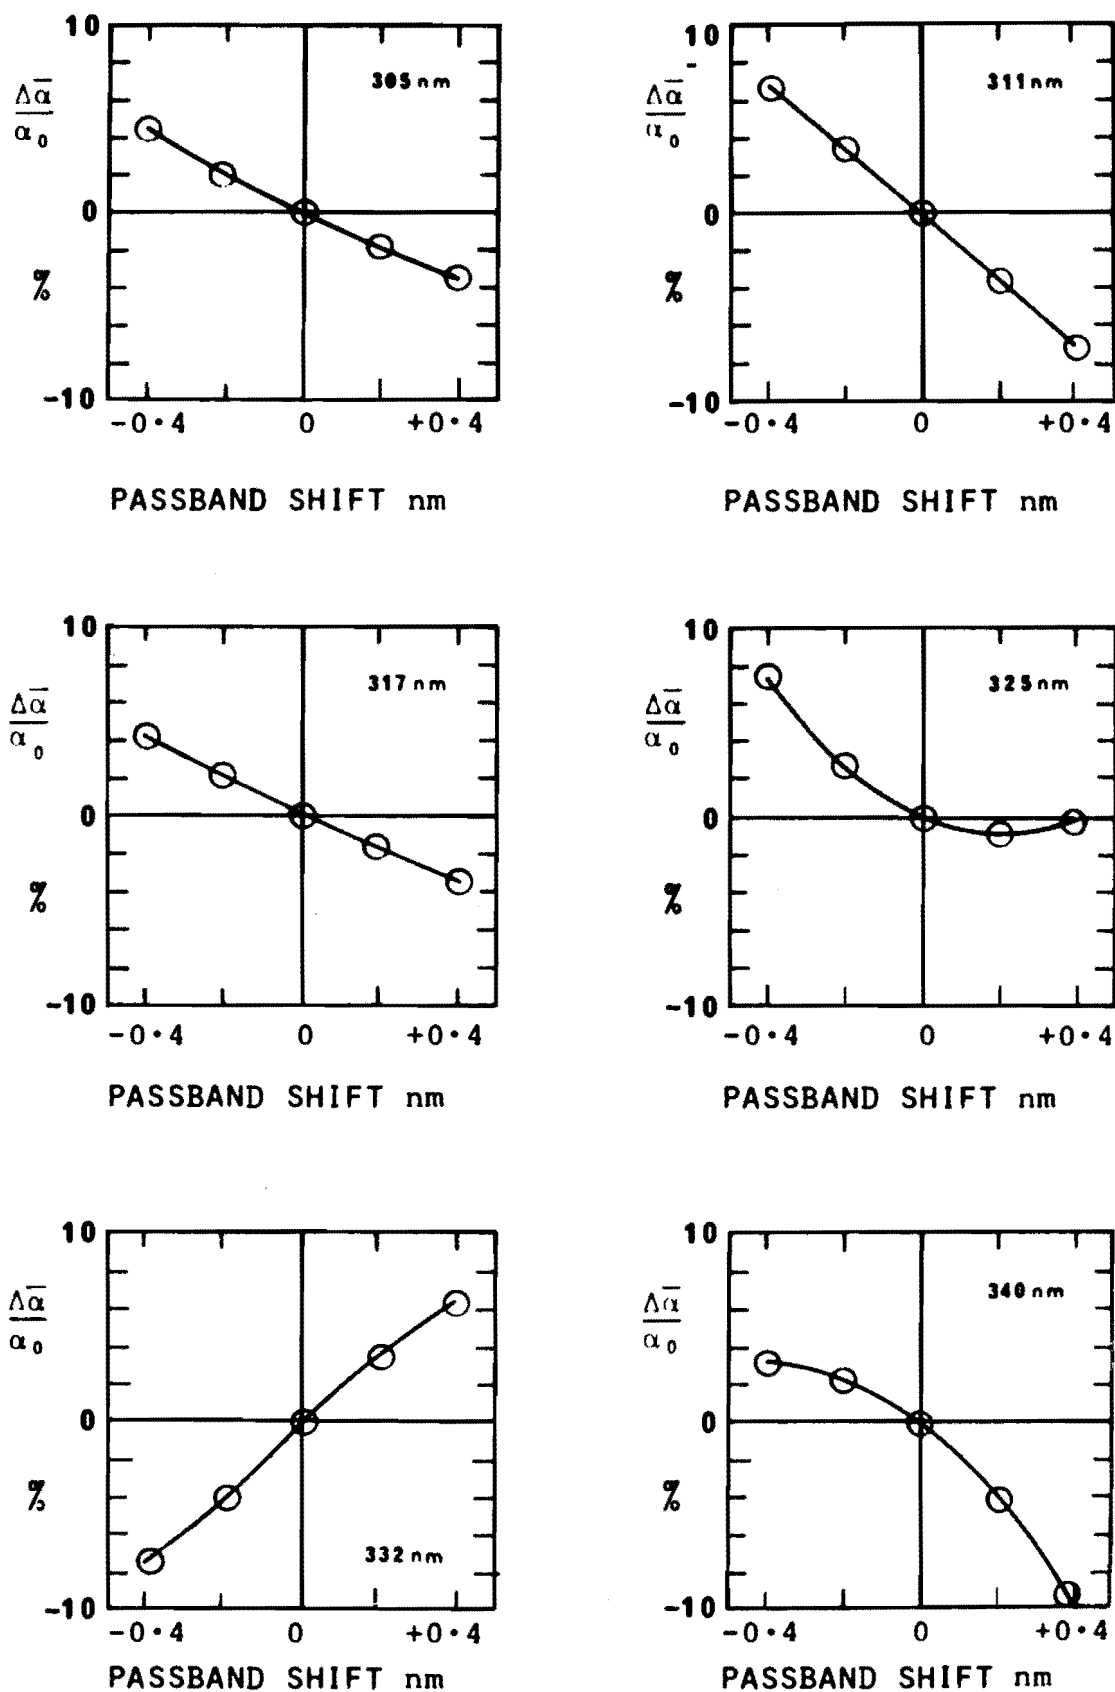 10
Δᾱ
α₀
305 nm
0
%
-10
-0·4 0 +0·4
PASSBAND SHIFT nm
10
Δᾱ
α₀
311 nm
0
%
-10
-0·4 0 +0·4
PASSBAND SHIFT nm
10
Δᾱ
α₀
317 nm
0
%
-10
-0·4 0 +0·4
PASSBAND SHIFT nm
10
Δᾱ
α₀
325 nm
0
%
-10
-0·4 0 +0·4
PASSBAND SHIFT nm
10
Δᾱ
α₀
0
%
332 nm
-10
-0·4 0 +0·4
PASSBAND SHIFT nm
10
Δᾱ
α₀
340 nm
0
%
-10
-0·4 0 +0·4
PASSBAND SHIFT nm